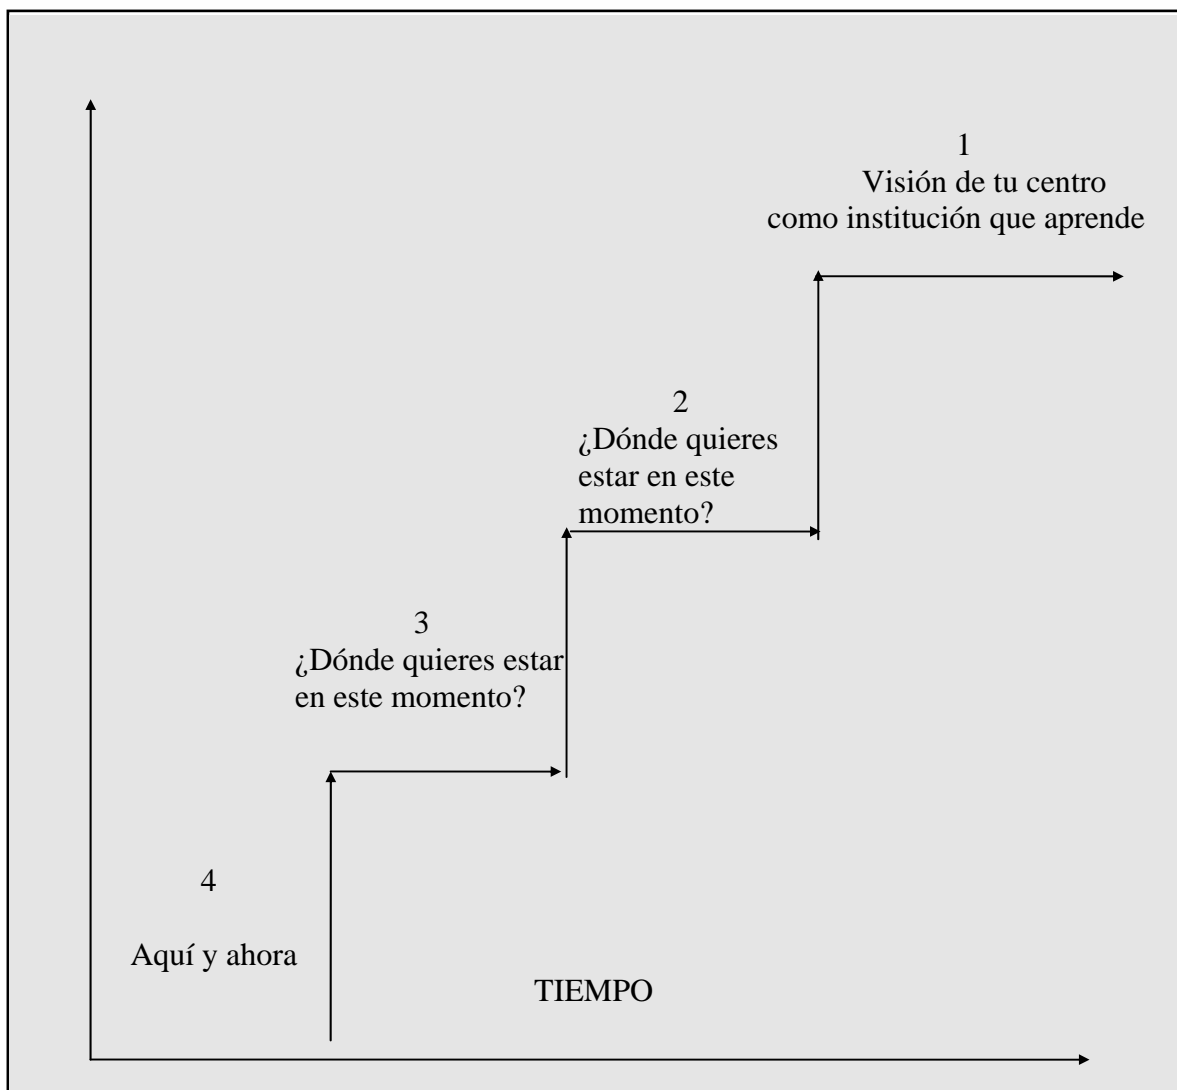 1
Visión de tu centro
como institución que aprende
2
¿Dónde quieres
estar en este
momento?
3
¿Dónde quieres estar
en este momento?
4
Aquí y ahora
TIEMPO